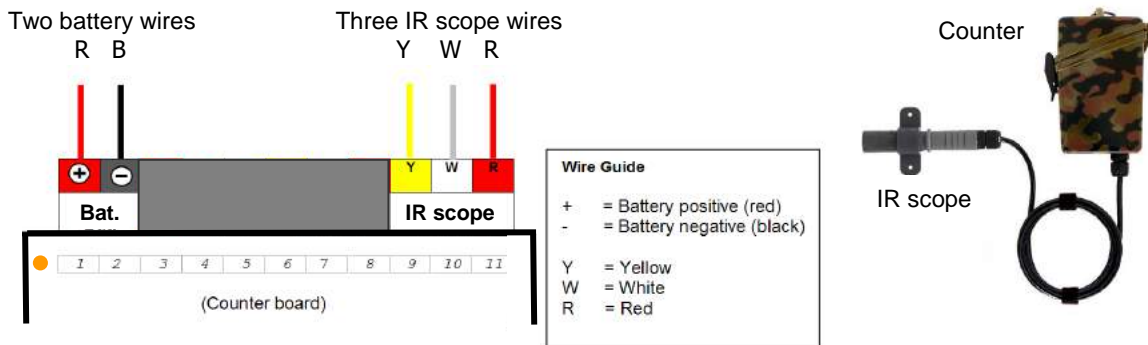 Two battery wires
R B
Three IR scope wires
Y W R
+ − Y W R
Bat. IR scope
1 2 3 4 5 6 7 8 9 10 11
(Counter board)
Wire Guide
+ = Battery positive (red)
- = Battery negative (black)
Y = Yellow
W = White
R = Red
Counter
IR scope